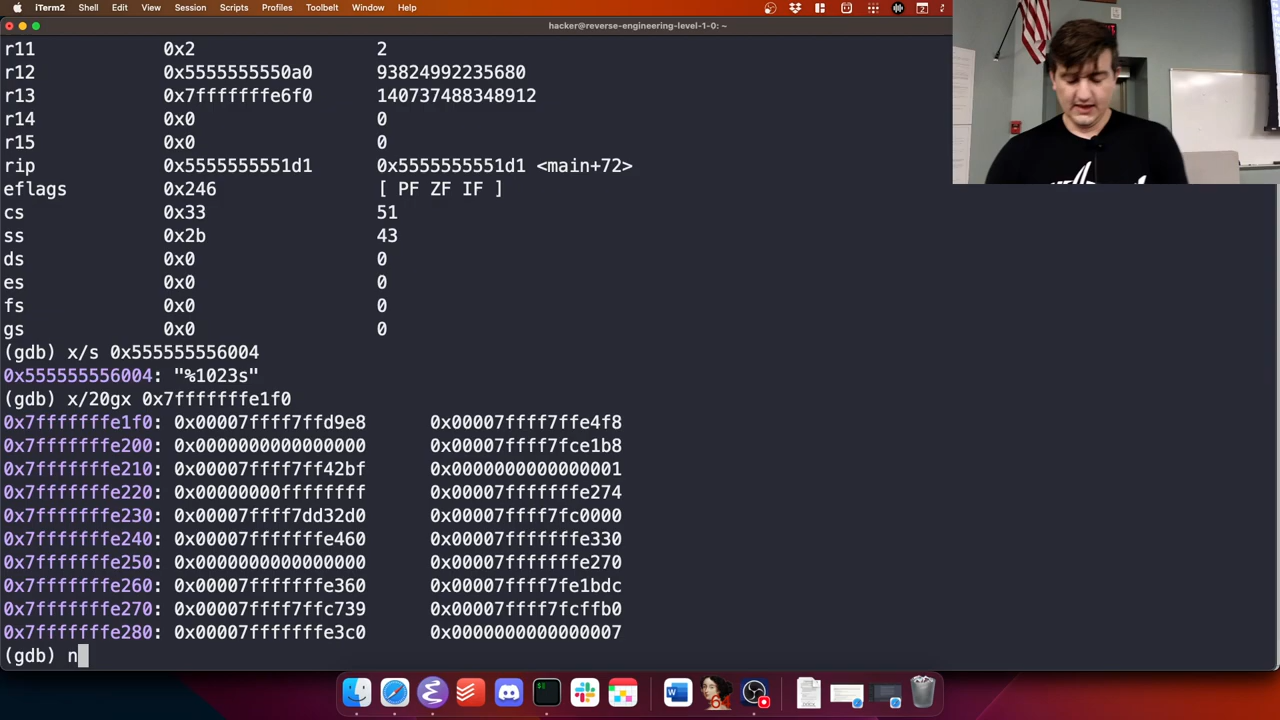 iTerm2 Shell Edit View Session Scripts Profiles Toolbelt Window Help
hacker@reverse-engineering-level-1-0: ~
r11 0x2 2
r12 0x5555555550a0 93824992235680
r13 0x7fffffffe6f0 140737488348912
r14 0x0 0
r15 0x0 0
rip 0x5555555551d1 0x5555555551d1 <main+72>
eflags 0x246 [ PF ZF IF ]
cs 0x33 51
ss 0x2b 43
ds 0x0 0
es 0x0 0
fs 0x0 0
gs 0x0 0
(gdb) x/s 0x555555556004
0x555555556004: "%1023s"
(gdb) x/20gx 0x7fffffffe1f0
0x7fffffffe1f0: 0x00007ffff7ffd9e8 0x00007ffff7ffe4f8
0x7fffffffe200: 0x0000000000000000 0x00007ffff7fce1b8
0x7fffffffe210: 0x00007ffff7ff42bf 0x0000000000000001
0x7fffffffe220: 0x00000000ffffffff 0x00007fffffffe274
0x7fffffffe230: 0x00007ffff7dd32d0 0x00007ffff7fc0000
0x7fffffffe240: 0x00007fffffffe460 0x00007fffffffe330
0x7fffffffe250: 0x0000000000000000 0x00007fffffffe270
0x7fffffffe260: 0x00007fffffffe360 0x00007ffff7fe1bdc
0x7fffffffe270: 0x00007ffff7ffc739 0x00007ffff7fcffb0
0x7fffffffe280: 0x00007fffffffe3c0 0x0000000000000007
(gdb) n